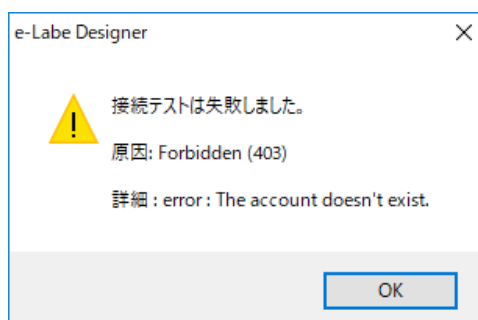 e-Labe Designer
接続テストは失敗しました。
原因: Forbidden (403)
詳細 : error : The account doesn't exist.
OK